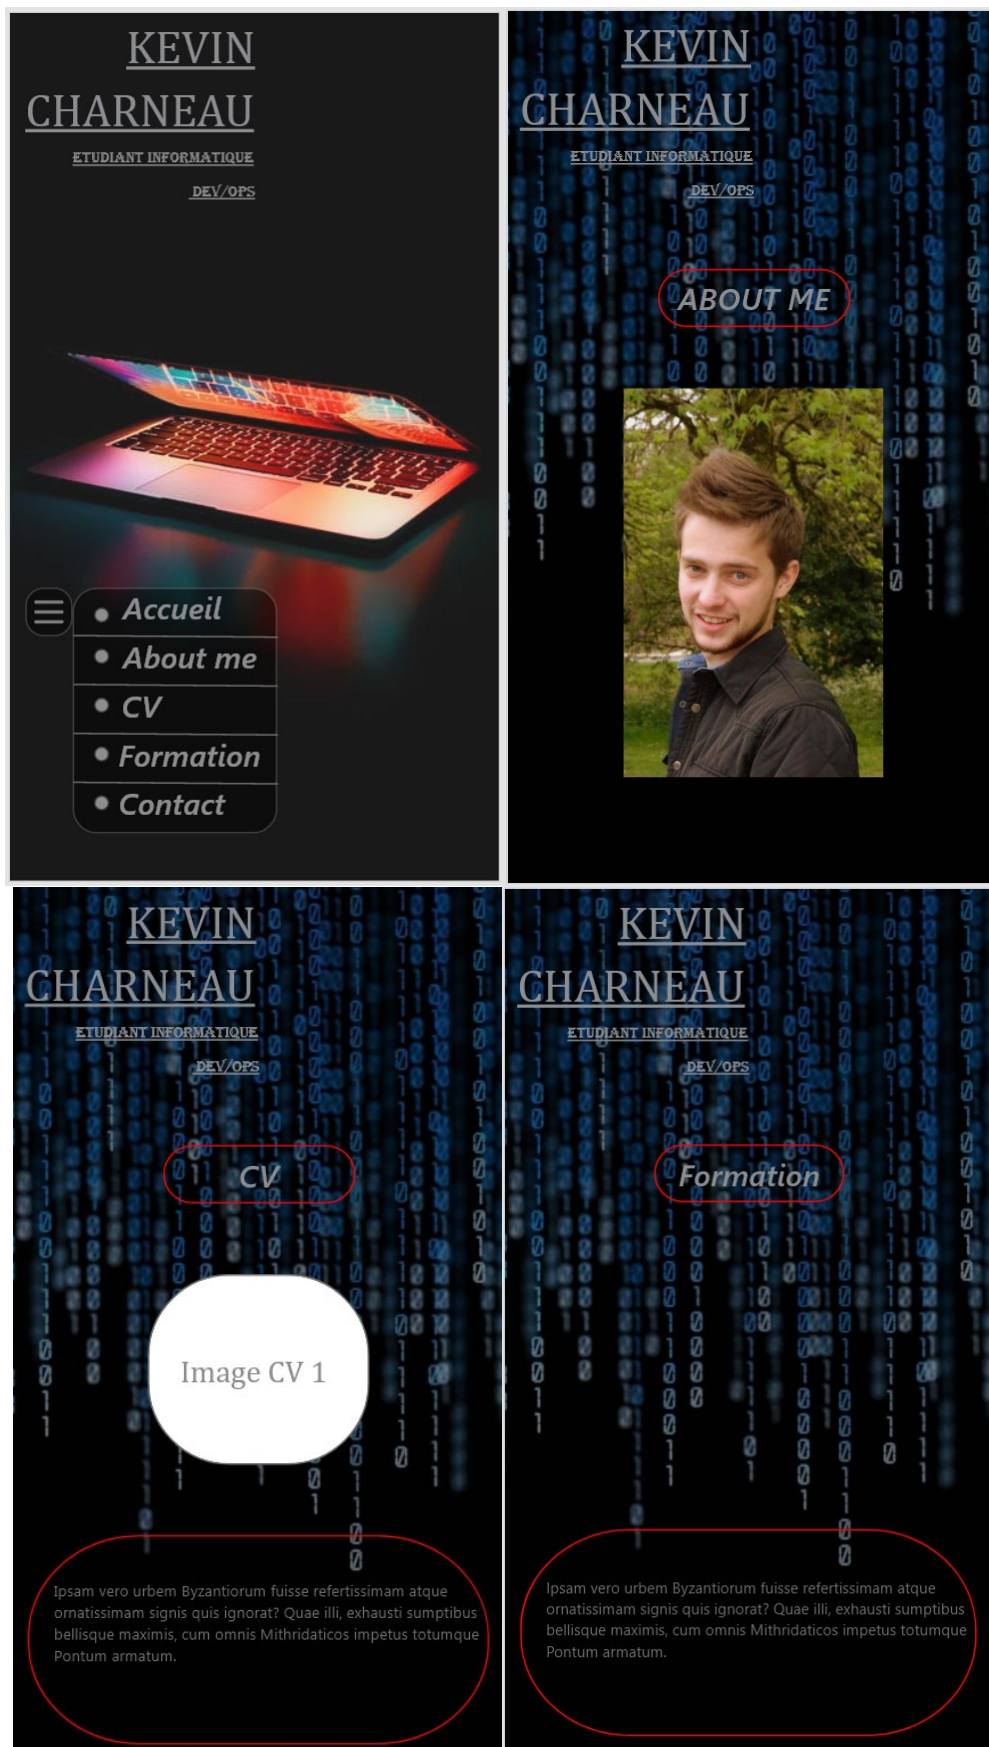 KEVIN
CHARNEAU
ETUDIANT INFORMATIQUE
DEV/OPS
Accueil
About me
CV
Formation
Contact
KEVIN
CHARNEAU
ETUDIANT INFORMATIQUE
DEV/OPS
ABOUT ME
KEVIN
CHARNEAU
ETUDIANT INFORMATIQUE
DEV/OPS
CV
Image CV 1
Ipsam vero urbem Byzantiorum fuisse refertissimam atque
ornatissimam signis quis ignorat? Quae illi, exhausti sumptibus
bellisque maximis, cum omnis Mithridaticos impetus totumque
Pontum armatum.
KEVIN
CHARNEAU
ETUDIANT INFORMATIQUE
DEV/OPS
Formation
Ipsam vero urbem Byzantiorum fuisse refertissimam atque
ornatissimam signis quis ignorat? Quae illi, exhausti sumptibus
bellisque maximis, cum omnis Mithridaticos impetus totumque
Pontum armatum.